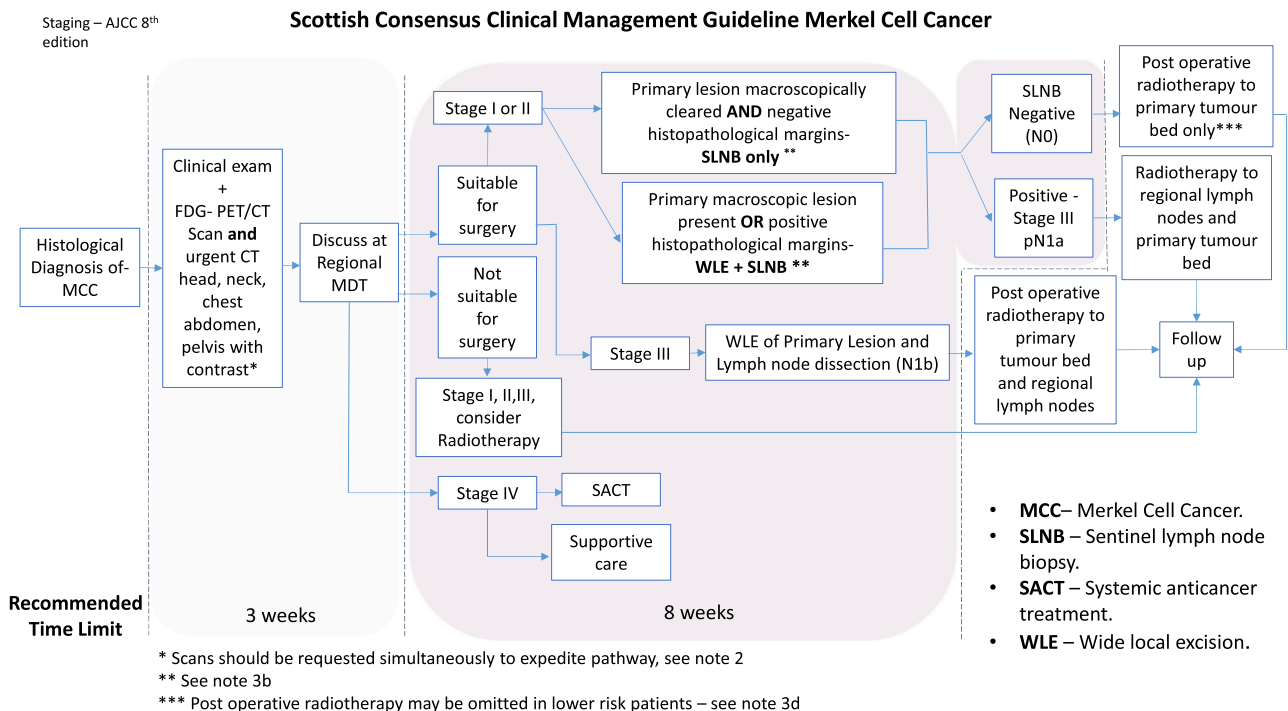 Staging – AJCC 8th
edition
Scottish Consensus Clinical Management Guideline Merkel Cell Cancer
Histological
Diagnosis of-
MCC
Clinical exam
+
FDG- PET/CT
Scan and
urgent CT
head, neck,
chest
abdomen,
pelvis with
contrast*
Discuss at
Regional
MDT
Stage I or II
Suitable
for
surgery
Not
suitable
for
surgery
Stage I, II,III,
consider
Radiotherapy
Primary lesion macroscopically
cleared AND negative
histopathological margins-
SLNB only **
Primary macroscopic lesion
present OR positive
histopathological margins-
WLE + SLNB **
Stage III
WLE of Primary Lesion and
Lymph node dissection (N1b)
Stage IV
SACT
Supportive
care
SLNB
Negative
(N0)
Positive -
Stage III
pN1a
Post operative
radiotherapy to
primary tumour
bed only***
Radiotherapy to
regional lymph
nodes and
primary tumour
bed
Post operative
radiotherapy to
primary
tumour bed
and regional
lymph nodes
Follow
up
• MCC– Merkel Cell Cancer.
• SLNB – Sentinel lymph node
biopsy.
• SACT – Systemic anticancer
treatment.
• WLE – Wide local excision.
Recommended
Time Limit
3 weeks
8 weeks
* Scans should be requested simultaneously to expedite pathway, see note 2
** See note 3b
*** Post operative radiotherapy may be omitted in lower risk patients – see note 3d